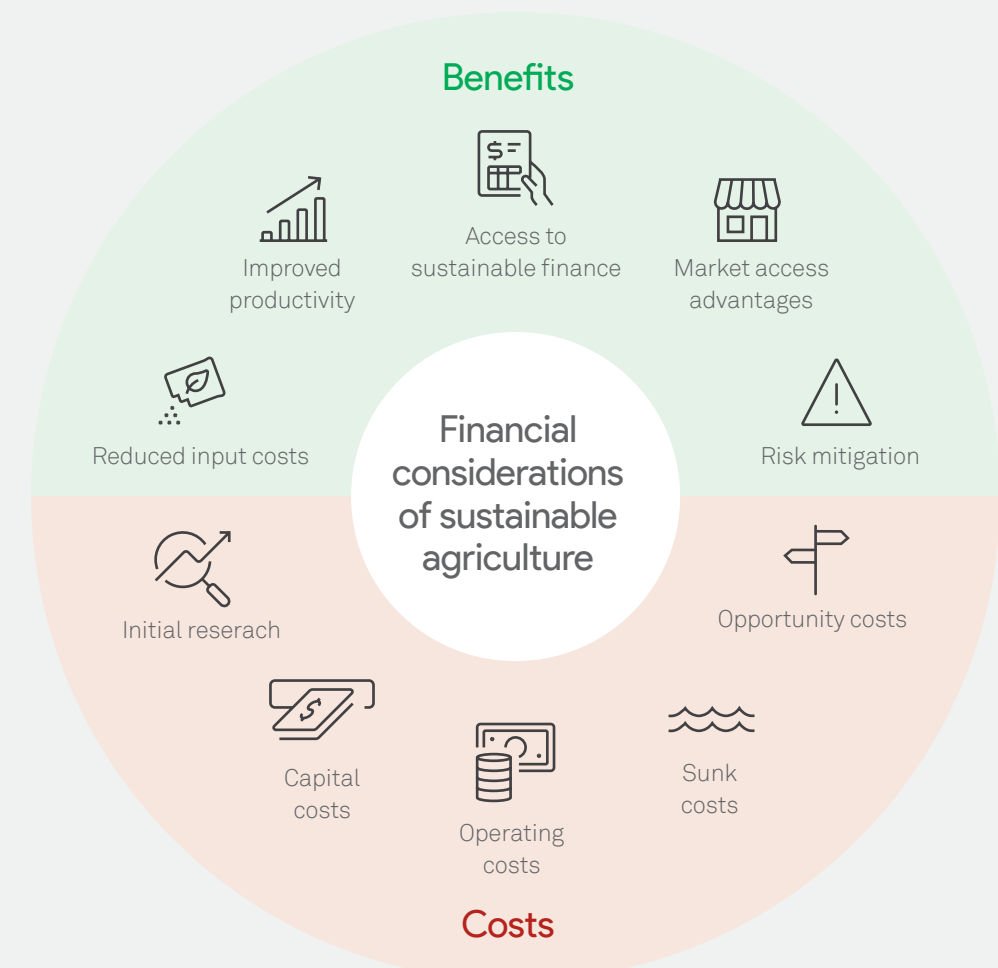 Benefits
Improved
productivity
Access to
sustainable finance
Market access
advantages
Reduced input costs
Risk mitigation
Financial
considerations
of sustainable
agriculture
Initial reserach
Opportunity costs
Capital
costs
Operating
costs
Sunk
costs
Costs